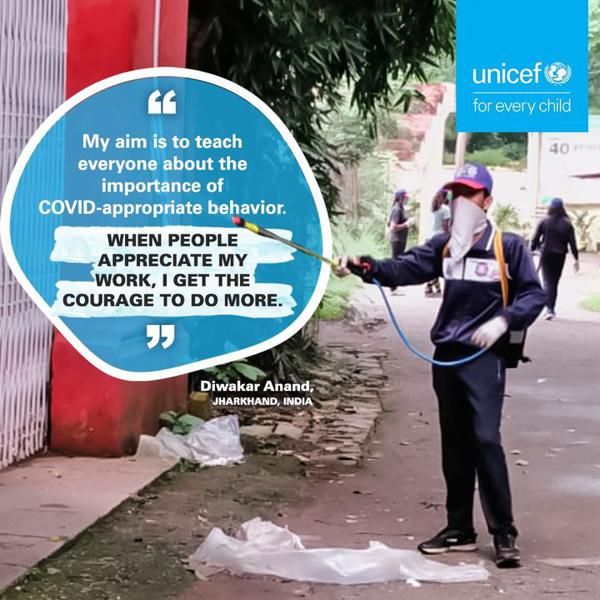 unicef
for every child
40
“
My aim is to teach
everyone about the
importance of
COVID-appropriate behavior.
WHEN PEOPLE
APPRECIATE MY
WORK, I GET THE
COURAGE TO DO MORE.
”
Diwakar Anand,
JHARKHAND, INDIA